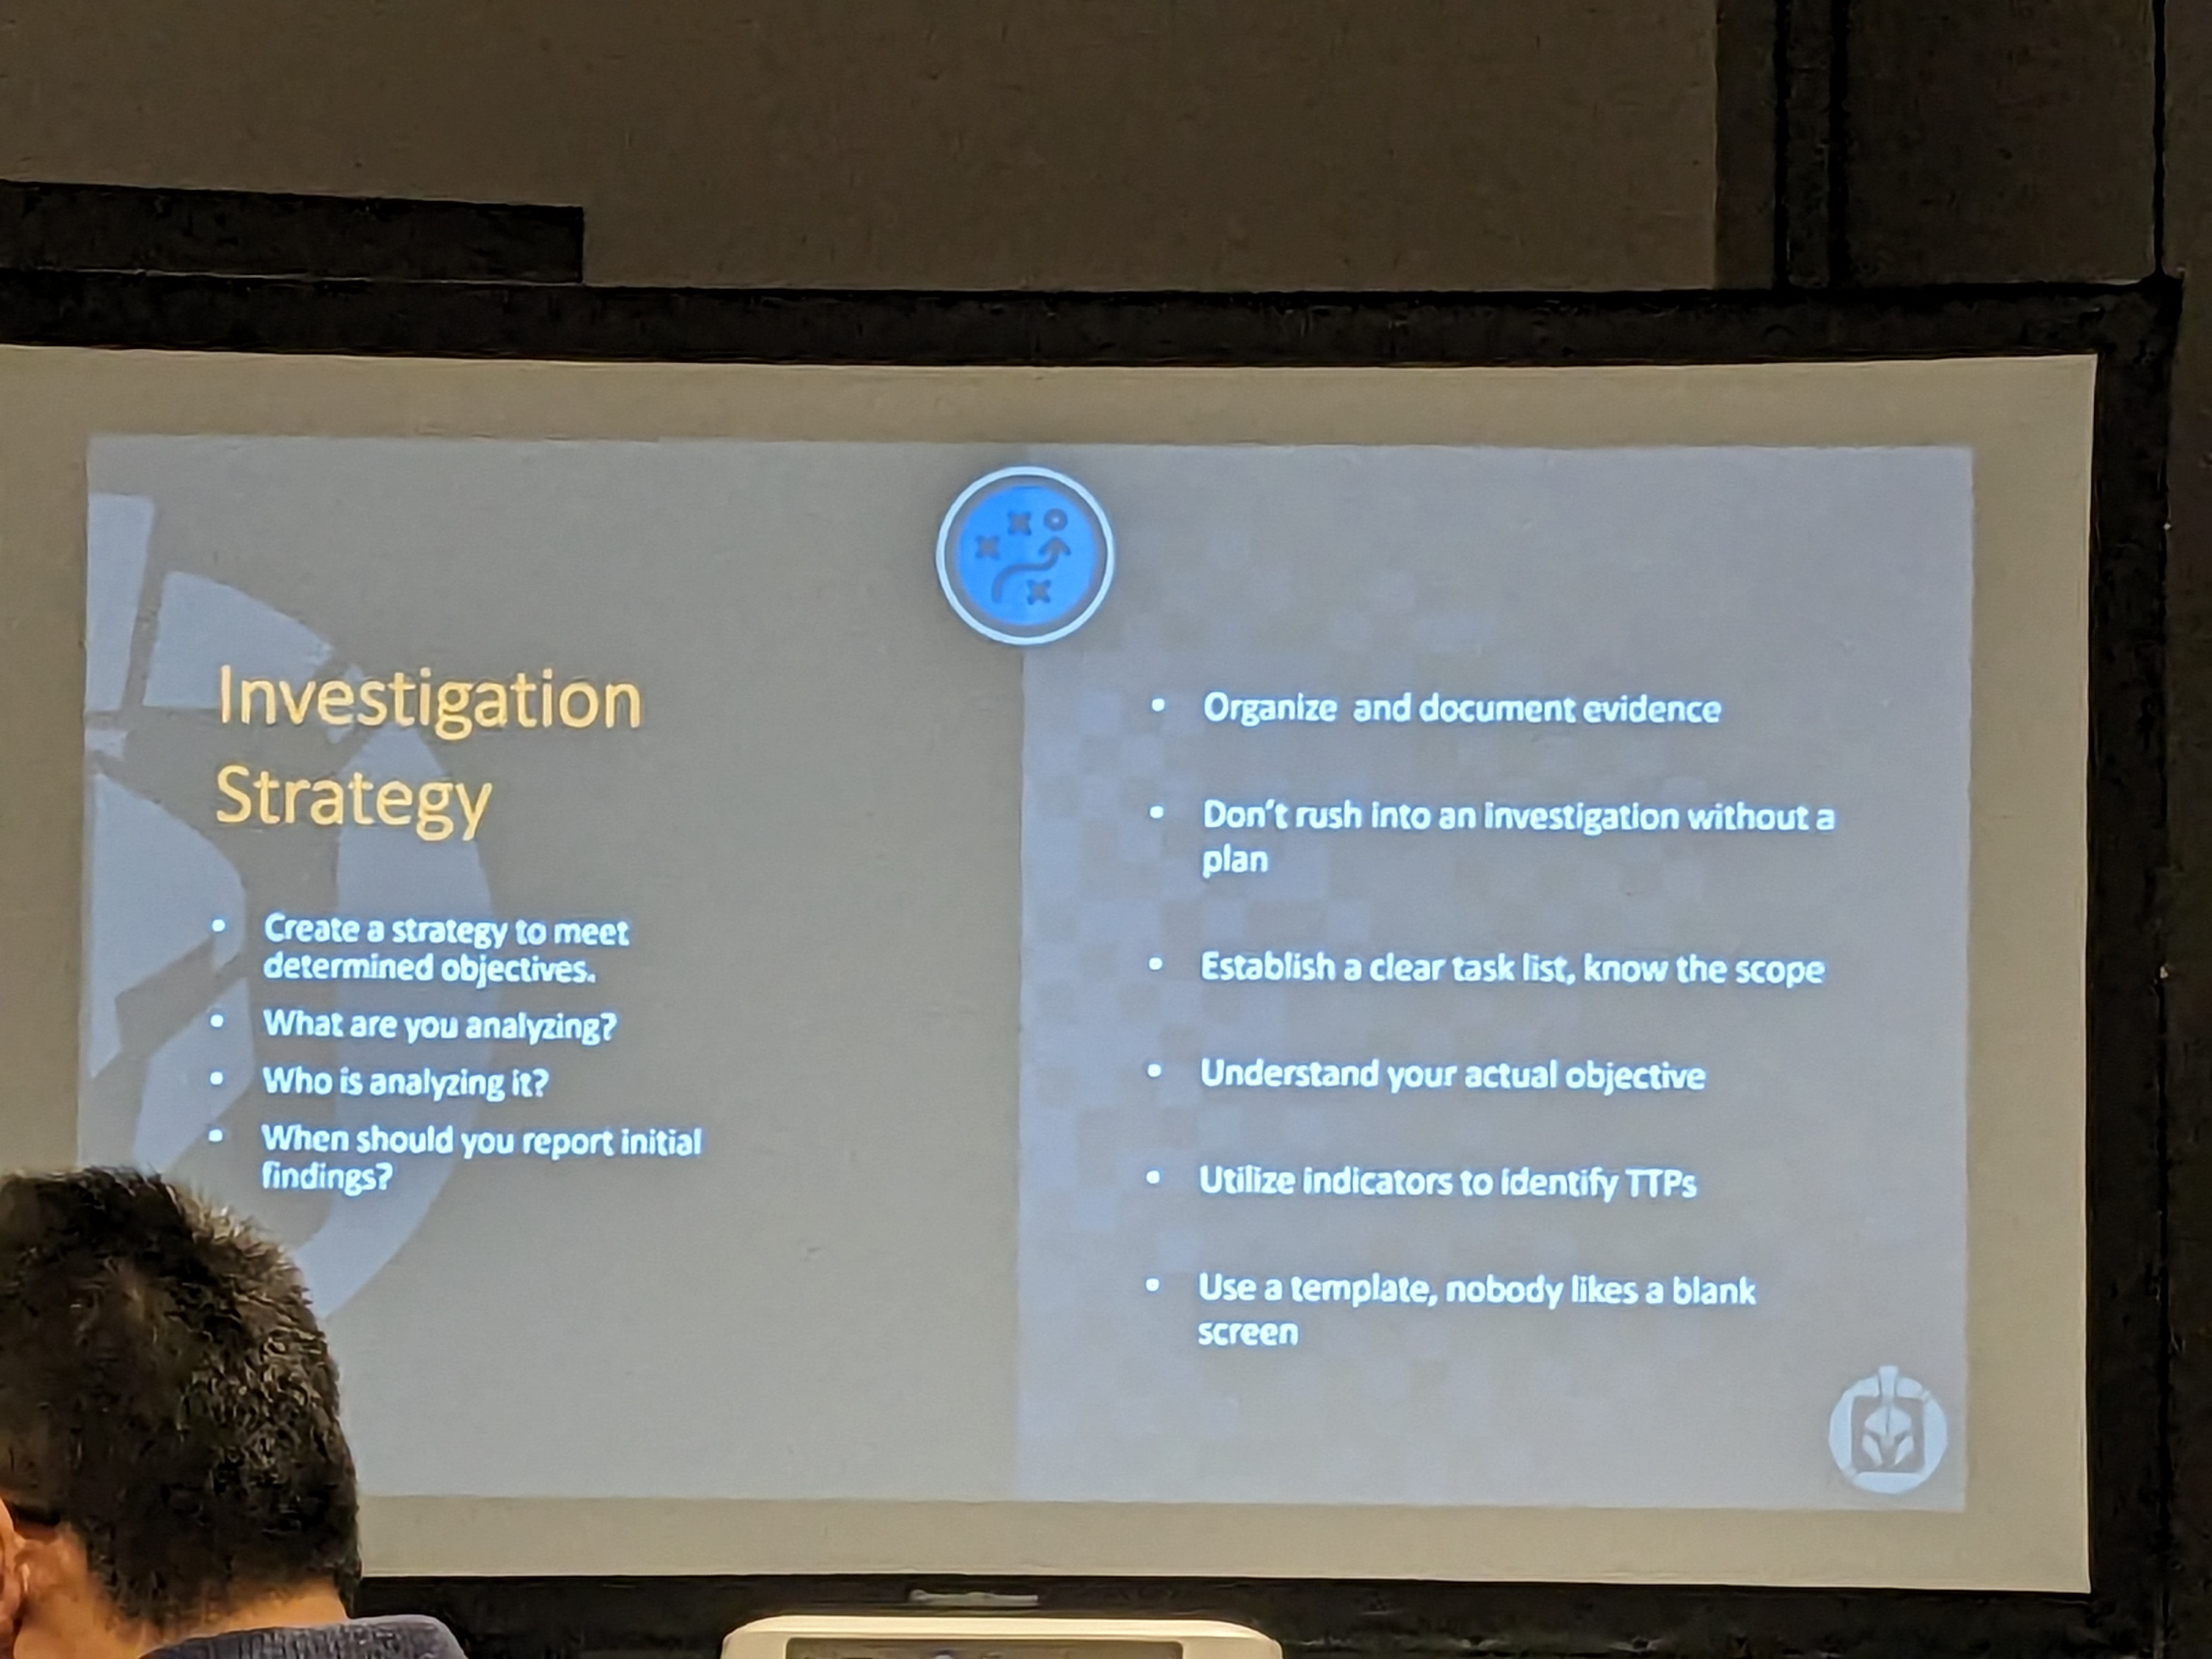 Investigation
Strategy
• Create a strategy to meet
determined objectives.
• What are you analyzing?
• Who is analyzing it?
• When should you report initial
findings?
• Organize and document evidence
• Don't rush into an investigation without a
plan
• Establish a clear task list, know the scope
• Understand your actual objective
• Utilize indicators to identify TTPs
• Use a template, nobody likes a blank
screen